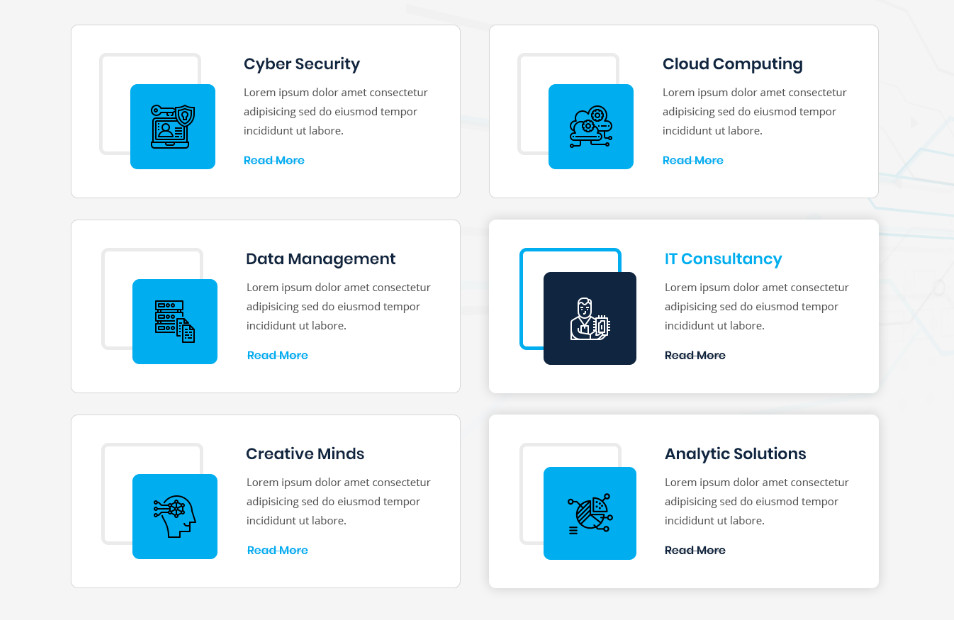 Cyber Security
Lorem ipsum dolor amet consectetur
adipisicing sed do eiusmod tempor
incididunt ut labore.
Read More
Cloud Computing
Lorem ipsum dolor amet consectetur
adipisicing sed do eiusmod tempor
incididunt ut labore.
Read More
Data Management
Lorem ipsum dolor amet consectetur
adipisicing sed do eiusmod tempor
incididunt ut labore.
Read More
IT Consultancy
Lorem ipsum dolor amet consectetur
adipisicing sed do eiusmod tempor
incididunt ut labore.
Read More
Creative Minds
Lorem ipsum dolor amet consectetur
adipisicing sed do eiusmod tempor
incididunt ut labore.
Read More
Analytic Solutions
Lorem ipsum dolor amet consectetur
adipisicing sed do eiusmod tempor
incididunt ut labore.
Read More